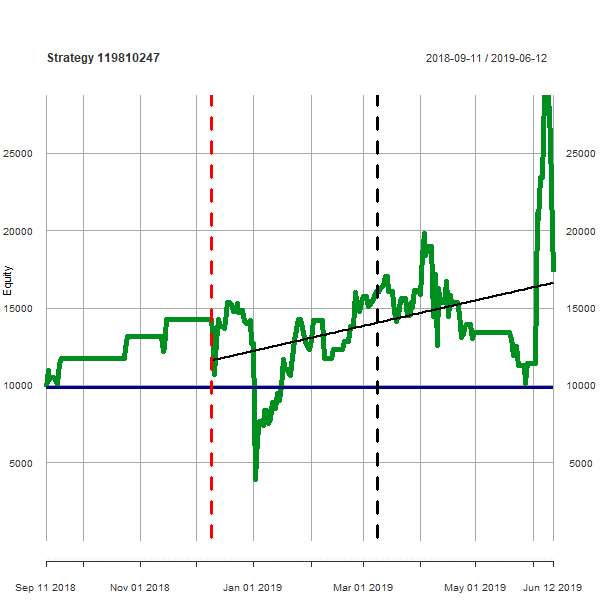 Strategy 119810247
2018-09-11 / 2019-06-12
25000
25000
20000
20000
Equity
15000
15000
10000
10000
5000
5000
Sep 11 2018
Nov 01 2018
Jan 01 2019
Mar 01 2019
May 01 2019
Jun 12 2019